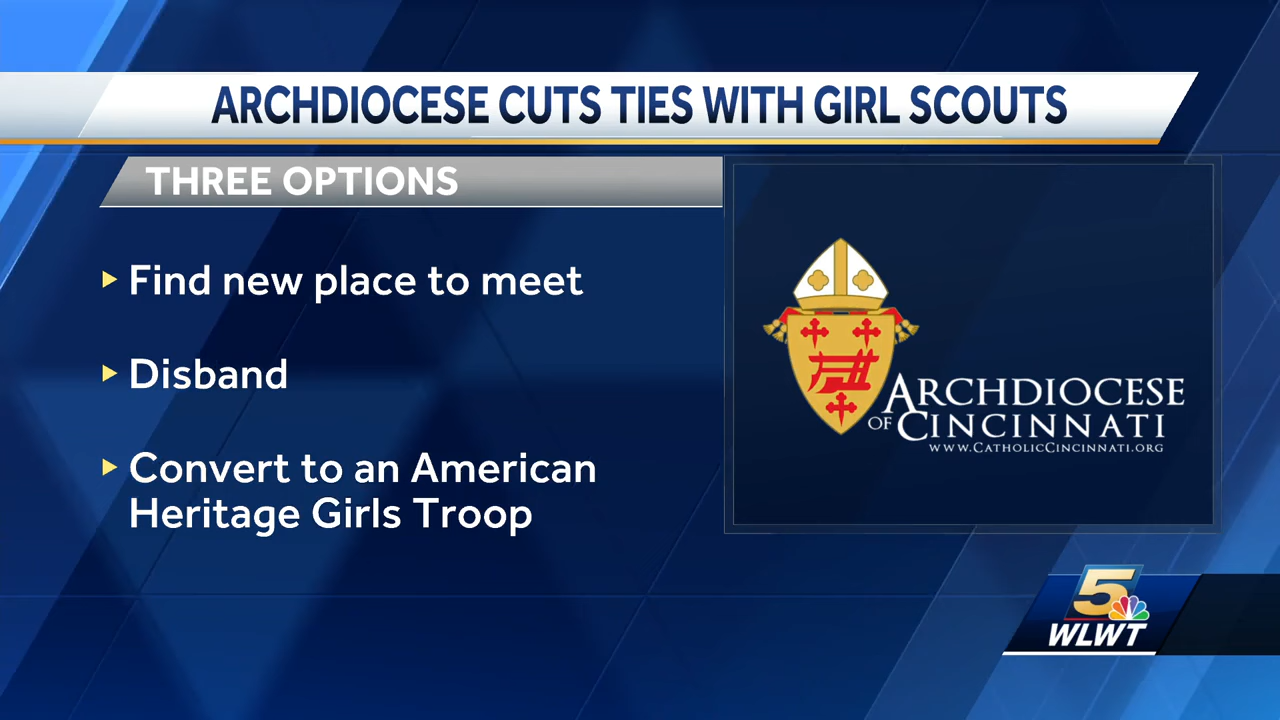 ARCHDIOCESE CUTS TIES WITH GIRL SCOUTS
THREE OPTIONS
Find new place to meet
Disband
Convert to an American
Heritage Girls Troop
ARCHDIOCESE
OF CINCINNATI
WWW.CATHOLICCINCINNATI.ORG
5
WLWT